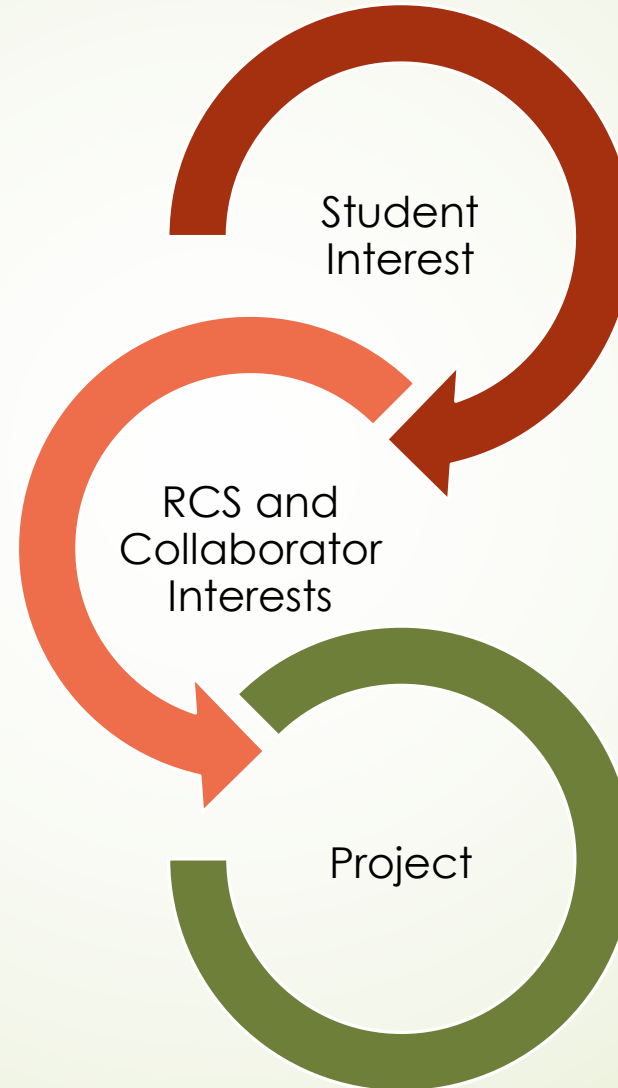 Student
Interest
RCS and
Collaborator
Interests
Project